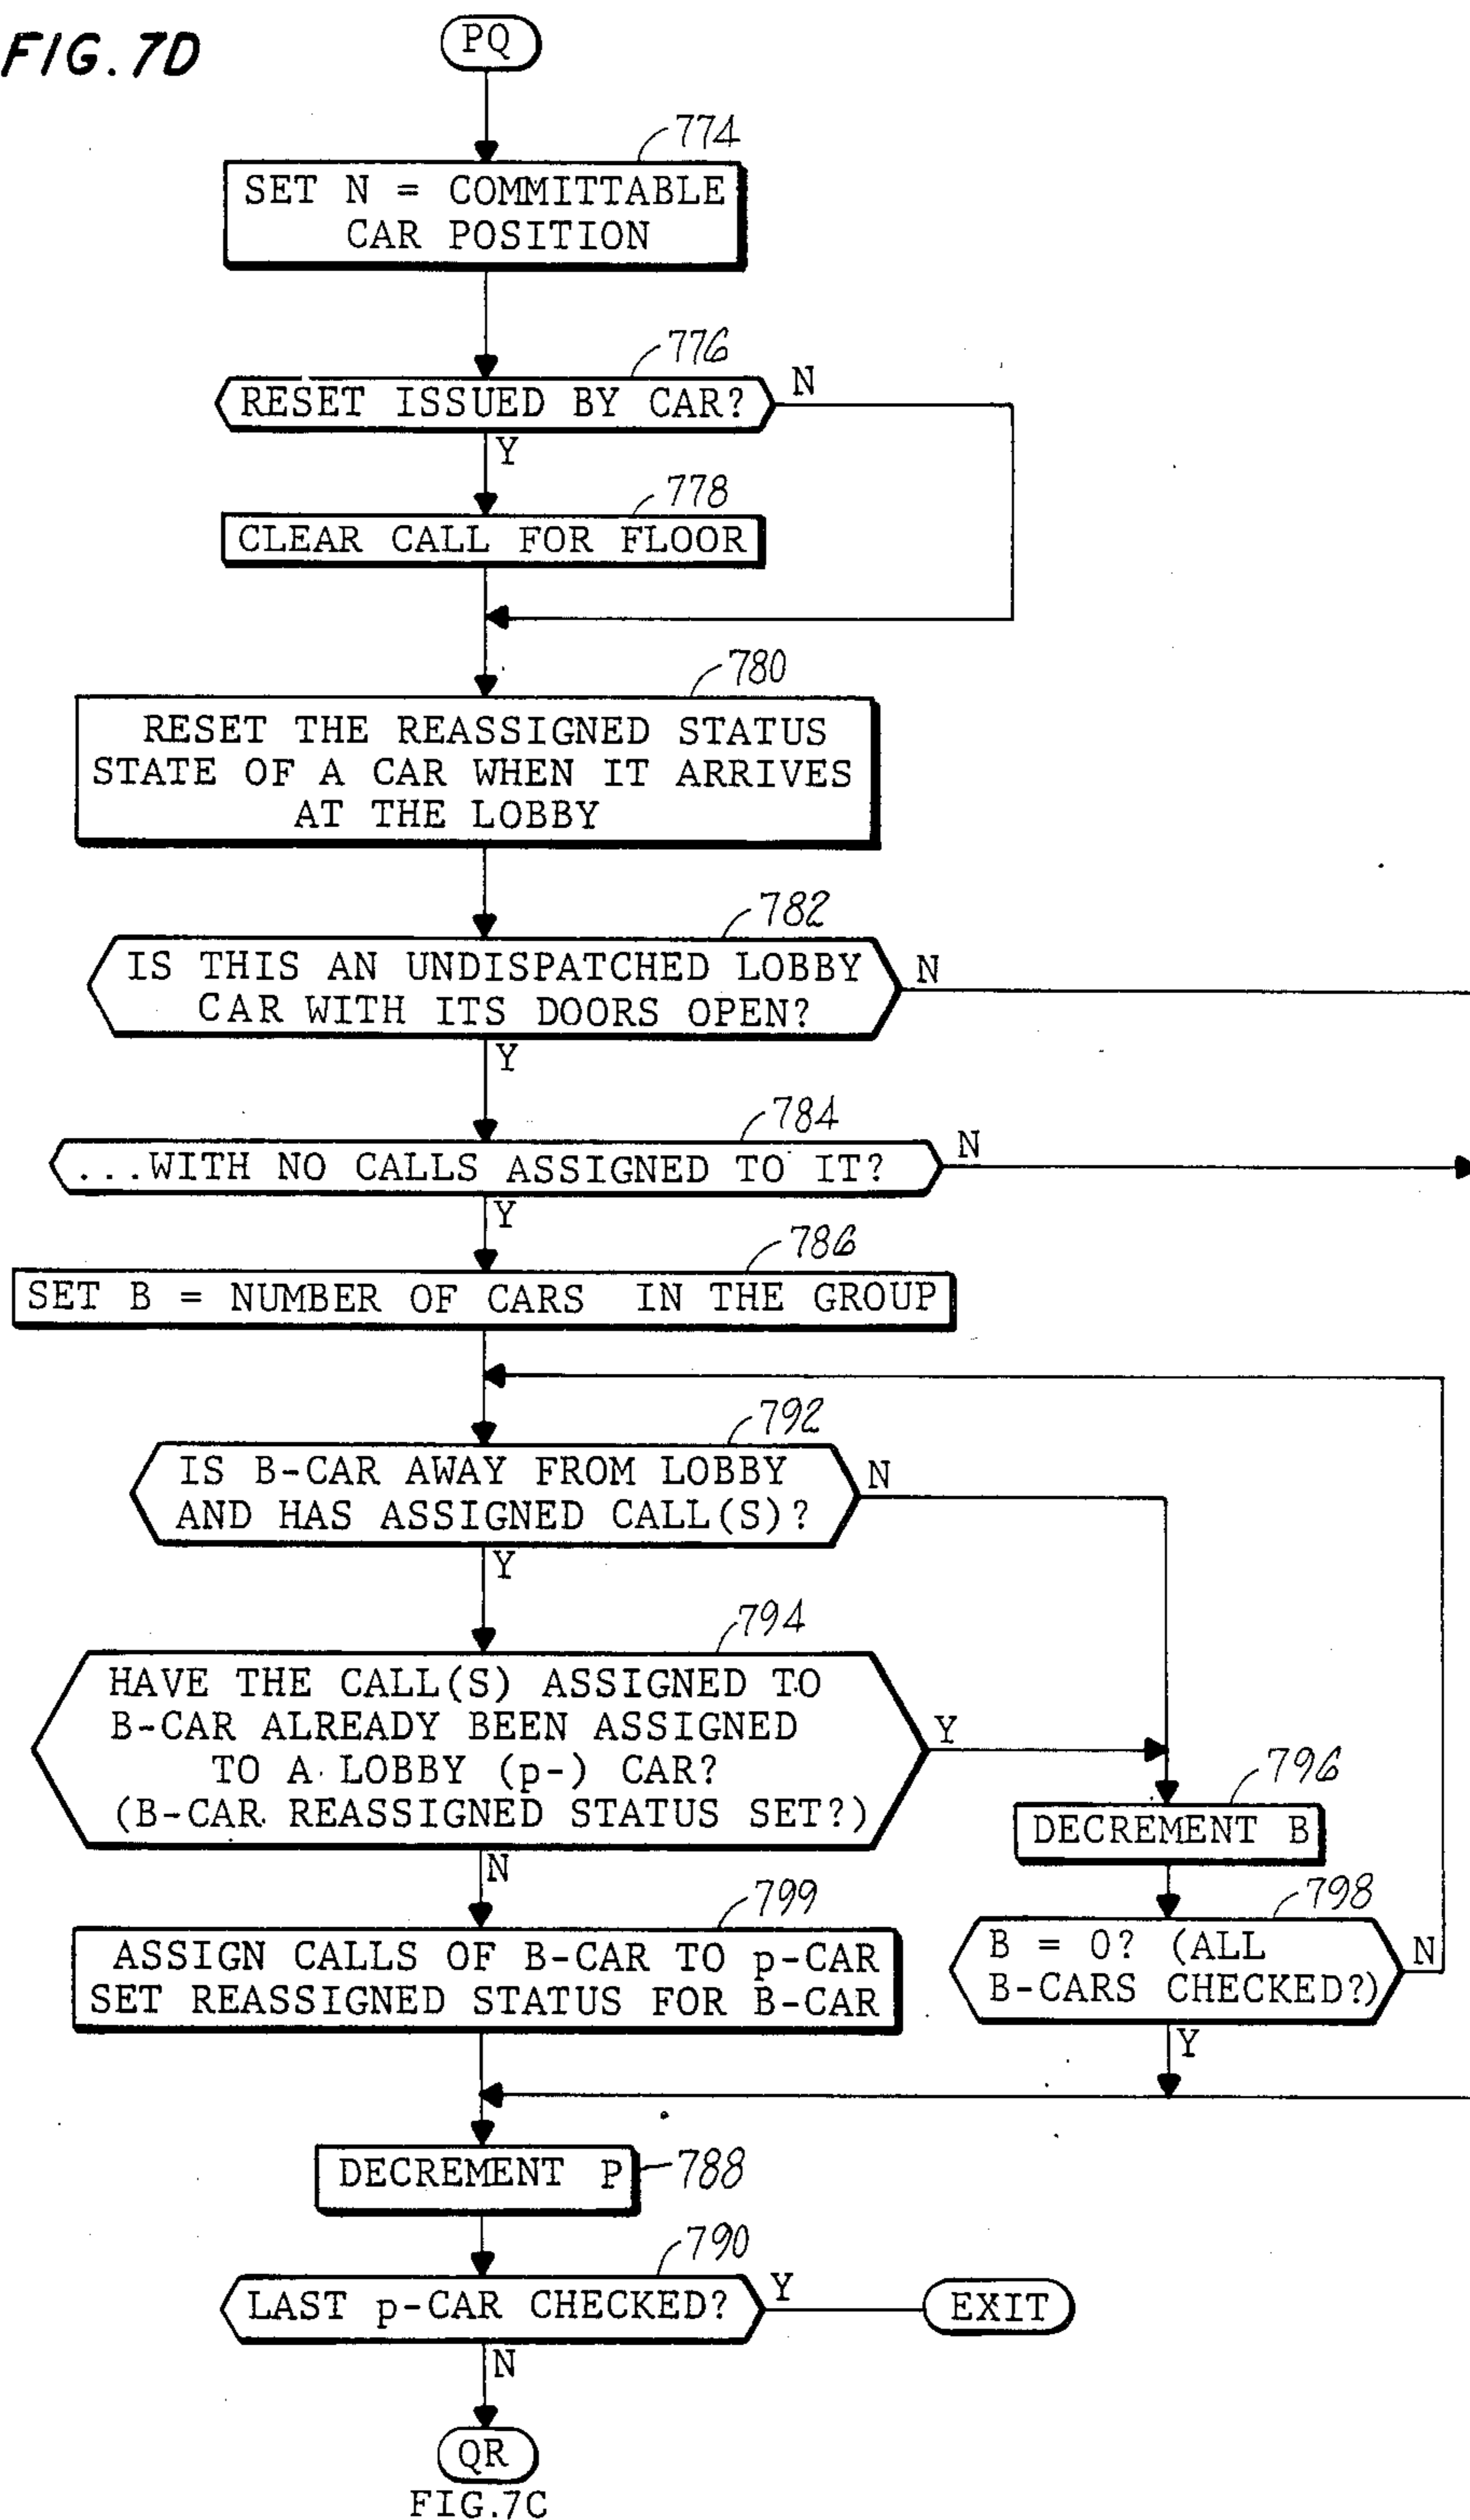 FIG. 7D
PQ
774
SET N = COMMITTABLE
CAR POSITION
776
RESET ISSUED BY CAR?
N
Y
778
CLEAR CALL FOR FLOOR
780
RESET THE REASSIGNED STATUS
STATE OF A CAR WHEN IT ARRIVES
AT THE LOBBY
782
IS THIS AN UNDISPATCHED LOBBY
CAR WITH ITS DOORS OPEN?
N
Y
784
...WITH NO CALLS ASSIGNED TO IT?
N
Y
786
SET B = NUMBER OF CARS IN THE GROUP
792
IS B-CAR AWAY FROM LOBBY
AND HAS ASSIGNED CALL(S)?
N
Y
794
HAVE THE CALL(S) ASSIGNED TO
B-CAR ALREADY BEEN ASSIGNED
TO A LOBBY (p-) CAR?
(B-CAR REASSIGNED STATUS SET?)
Y
N
796
DECREMENT B
798
B = 0? (ALL
B-CARS CHECKED?)
N
Y
799
ASSIGN CALLS OF B-CAR TO p-CAR
SET REASSIGNED STATUS FOR B-CAR
DECREMENT P
788
790
LAST p-CAR CHECKED?
Y
EXIT
N
QR
FIG.7C